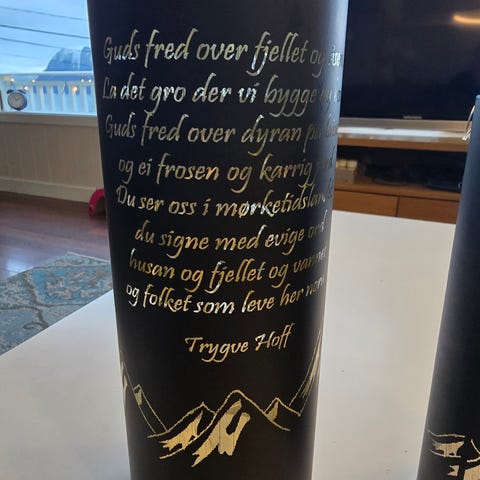 Guds fred over fjellet og
La det gro der vi bygge
Guds fred over dyran på
og ei frosen og karrig
Du ser oss i mørketidsland
du signe med evige ord
husan og fjellet og vannet
og folket som leve her nord
Trygve Hoff